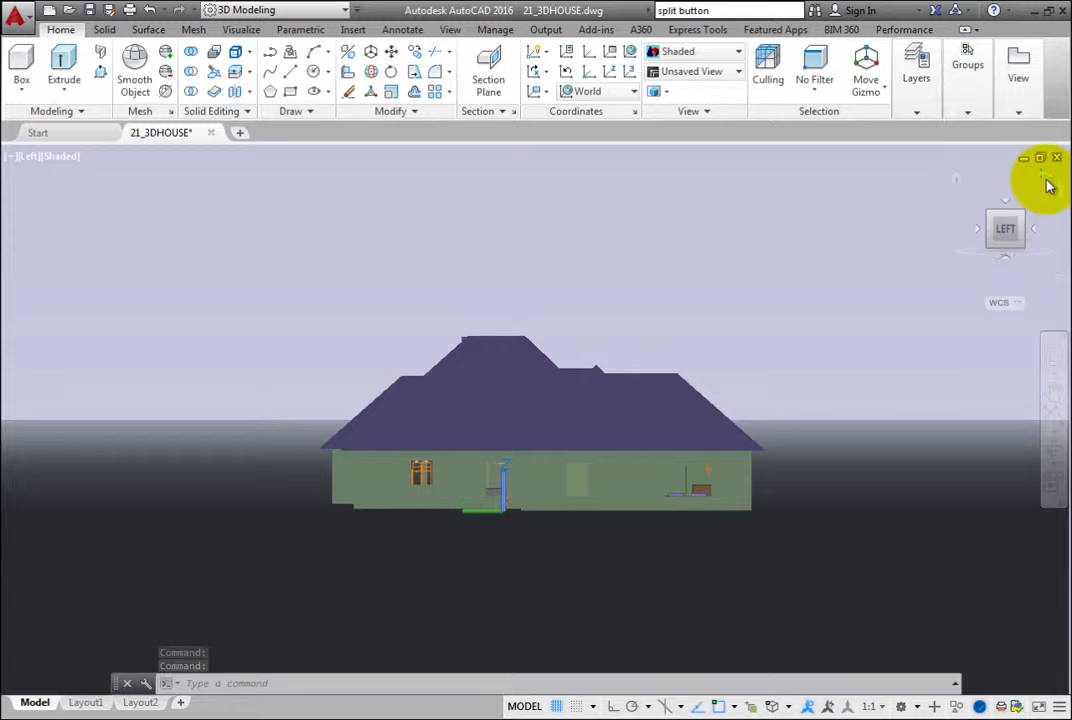 3D Modeling
Autodesk AutoCAD 2016 21_3DHOUSE.dwg
split button
Sign In
Home Solid Surface Mesh Visualize Parametric Insert Annotate View Manage Output Add-ins A360 Express Tools Featured Apps BIM 360 Performance
Box
Extrude
Smooth
Object
Section
Plane
World
Shaded
Unsaved View
Culling
No Filter
Move
Gizmo
Layers
Groups
View
Modeling
Mesh
Solid Editing
Draw
Modify
Section
Coordinates
View
Selection
Start
21_3DHOUSE*
[−][Left][Shaded]
LEFT
WCS
Command:
Command:
Type a command
Model Layout1 Layout2
MODEL
1:1